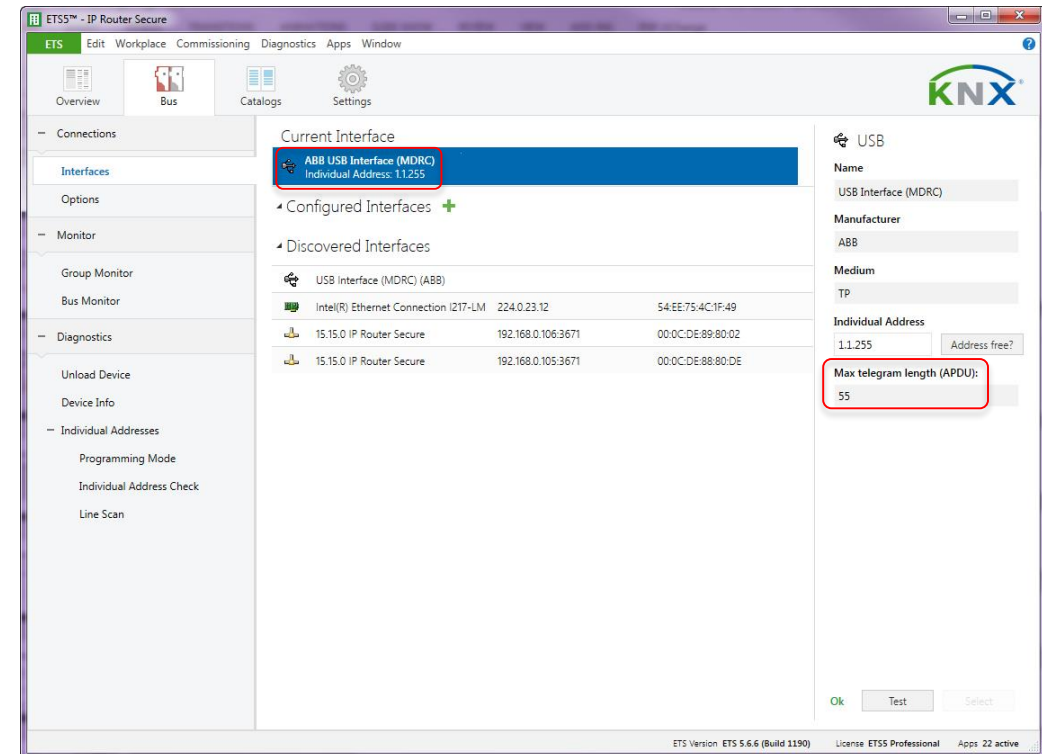 ETS5™ - IP Router Secure
ETS Edit Workplace Commissioning Diagnostics Apps Window
Overview Bus Catalogs Settings
KNX
Connections
Interfaces
Options
Monitor
Group Monitor
Bus Monitor
Diagnostics
Unload Device
Device Info
Individual Addresses
Programming Mode
Individual Address Check
Line Scan
Current Interface
ABB USB Interface (MDRC)
Individual Address: 1.1.255
Configured Interfaces
Discovered Interfaces
USB Interface (MDRC) (ABB)
Intel(R) Ethernet Connection I217-LM 224.0.23.12 54:EE:75:4C:1F:49
15.15.0 IP Router Secure 192.168.0.106:3671 00:0C:DE:89:80:02
15.15.0 IP Router Secure 192.168.0.105:3671 00:0C:DE:88:80:DE
USB
Name
USB Interface (MDRC)
Manufacturer
ABB
Medium
TP
Individual Address
1.1.255 Address free?
Max telegram length (APDU):
55
Ok Test Select
ETS Version ETS 5.6.6 (Build 1190) License ETS5 Professional Apps 22 active